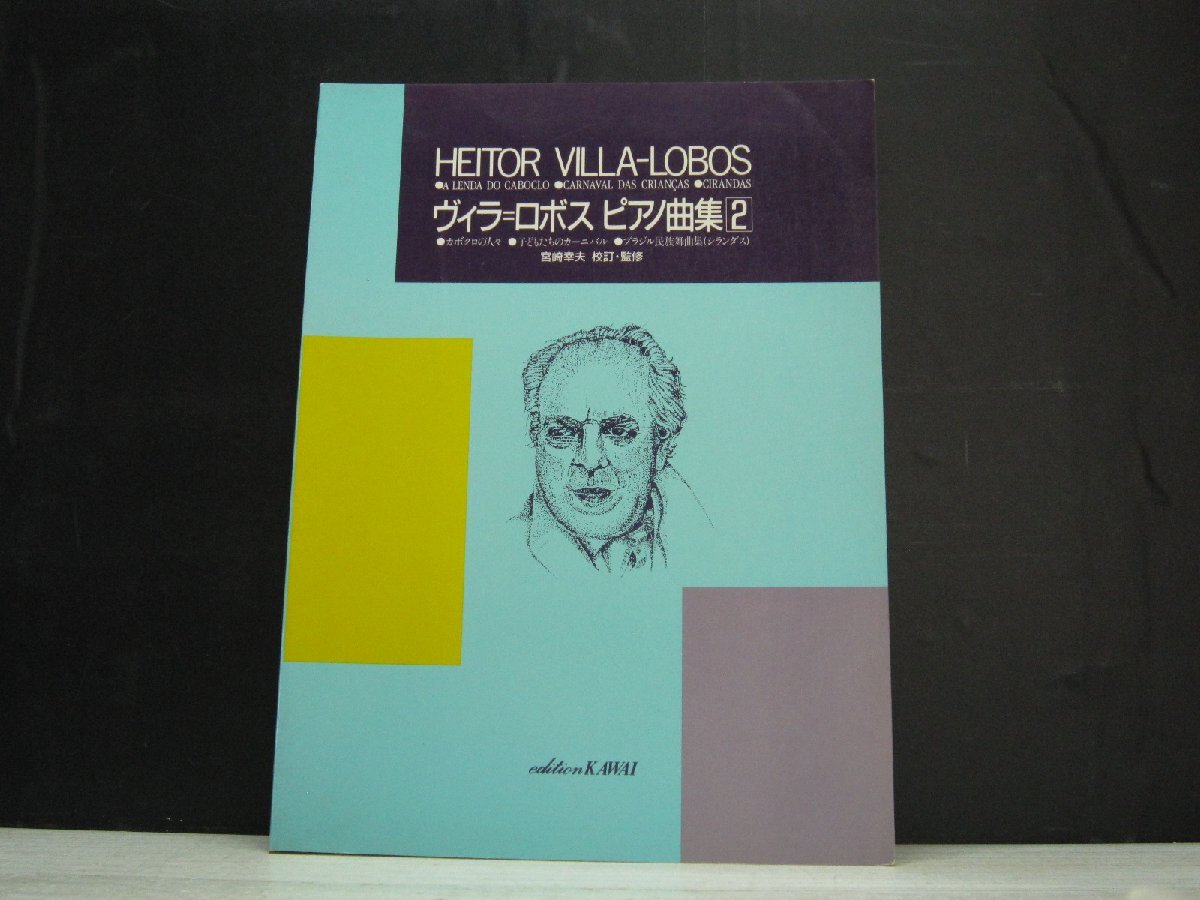 HEITOR VILLA-LOBOS
●A LENDA DO CABOCLO ●CARNAVAL DAS CRIANÇAS ●CIRANDAS
ヴィラ=ロボス ピアノ曲集[2]
●カボクロの人々 ●子どもたちのカーニバル ●ブラジル民族舞曲集(シランダス)
宮崎幸夫 校訂・監修
edition KAWAI